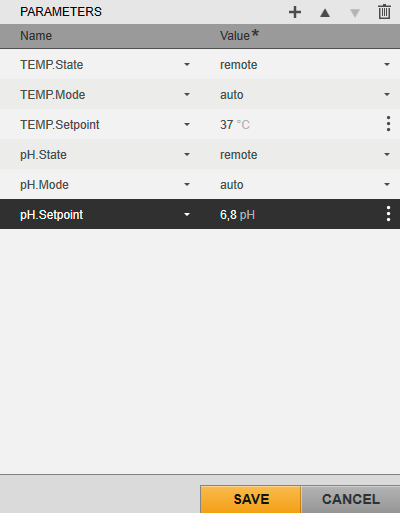 PARAMETERS
Name Value*
TEMP.State remote
TEMP.Mode auto
TEMP.Setpoint 37 °C
pH.State remote
pH.Mode auto
pH.Setpoint 6,8 pH
SAVE CANCEL